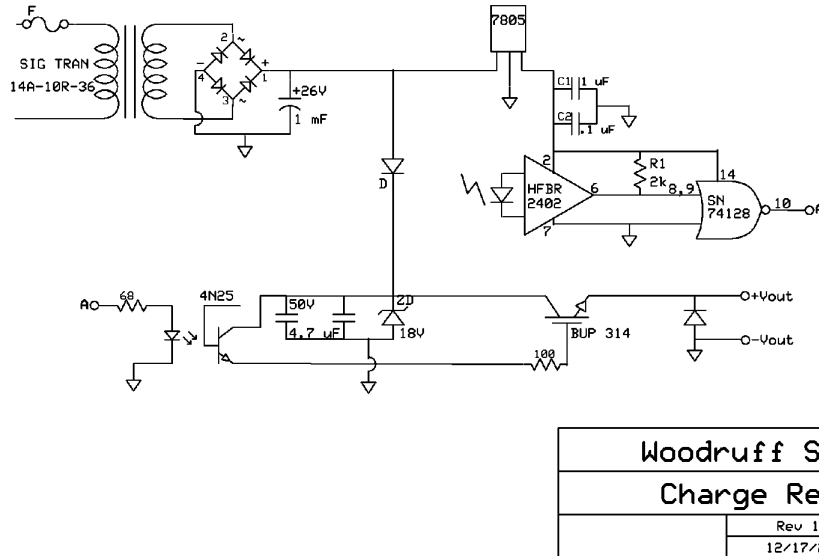 F
7805
SIG TRAN
14A-10R-36
2
~
-
+
4
1
3
~
+26V
1 mF
C1
1 uF
C2
.1 uF
D
2
HFBR
2402
6
7
R1
2k
8,9
14
SN
74128
10
A
A
68
4N25
50V
4.7 uF
ZD
18V
100
BUP 314
+Vout
-Vout
Woodruff S
Charge Re
Rev 1
12/17/